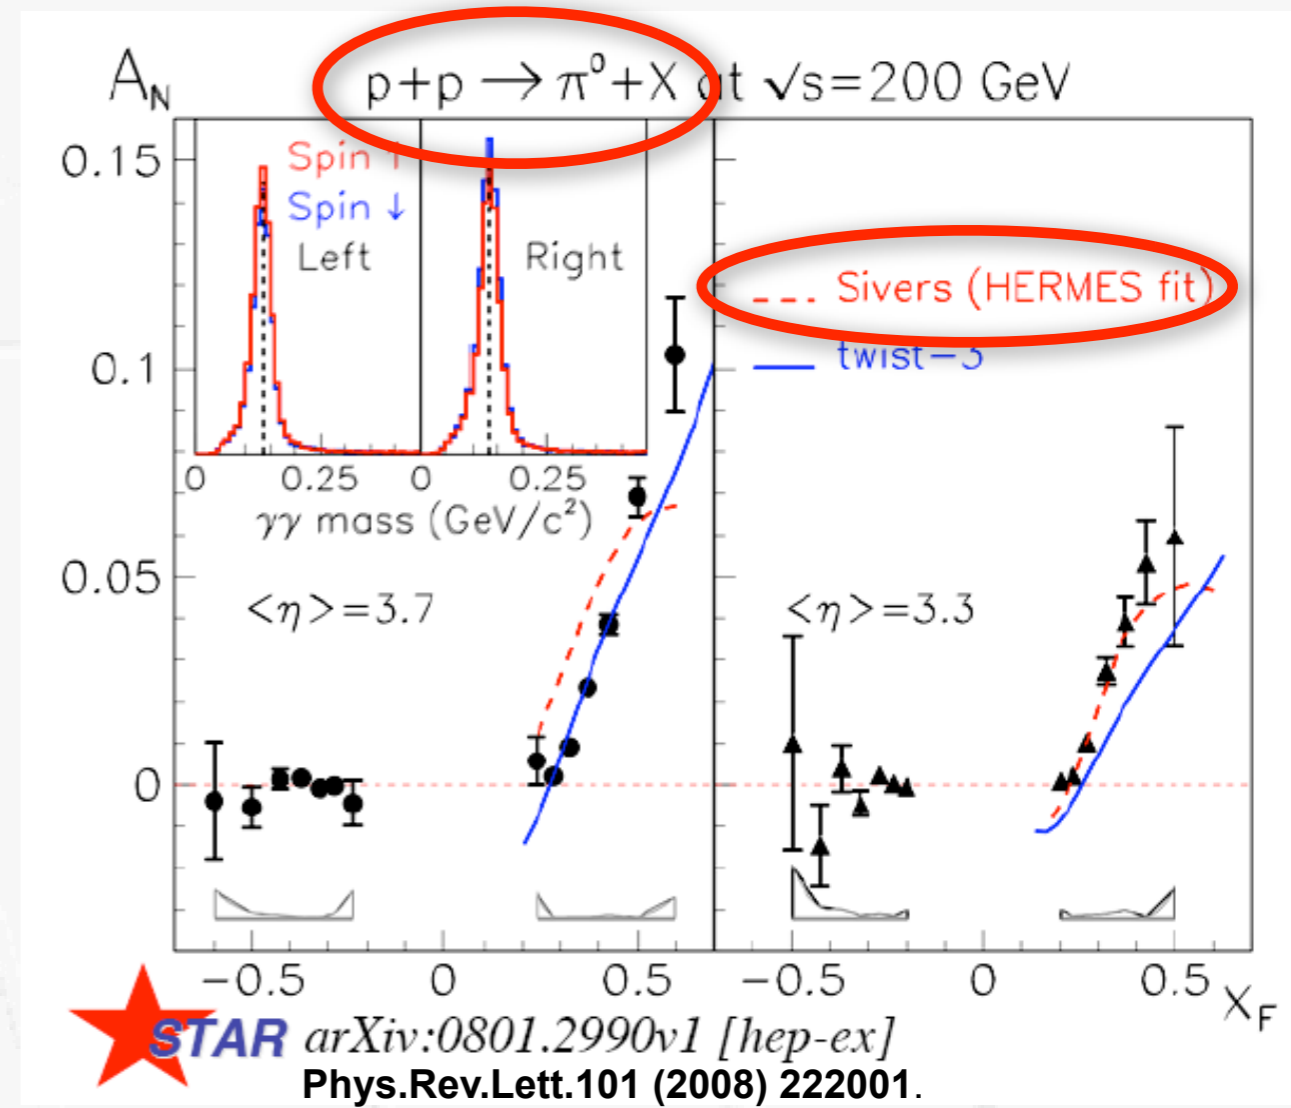 A_N p+p → π⁰+X at √s=200 GeV
0.15
0.1
0.05
0
Spin ↑
Spin ↓
Left
Right
0 0.25 0 0.25
γγ mass (GeV/c²)
<η>=3.7
Sivers (HERMES fit)
twist-3
<η>=3.3
-0.5 0 0.5 -0.5 0 0.5 X_F
STAR arXiv:0801.2990v1 [hep-ex]
Phys.Rev.Lett.101 (2008) 222001.